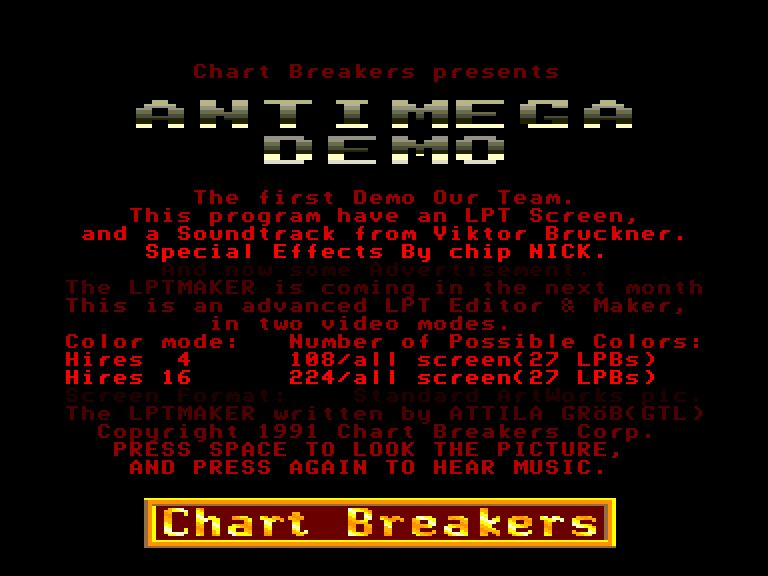 Chart Breakers presents
ANTIMEGA
DEMO
The first Demo Our Team.
This program have an LPT Screen,
and a Soundtrack from Viktor Bruckner.
Special Effects By chip NICK.
And now some Advertisement.
The LPTMAKER is coming in the next month
This is an advanced LPT Editor & Maker,
in two video modes.
Color mode:   Number of Possible Colors:
Hires  4      108/all screen(27 LPBs)
Hires 16      224/all screen(27 LPBs)
Screen Format:    Standard ArtWorks pic.
The LPTMAKER written by ATTILA GRöB(GTL)
Copyright 1991 Chart Breakers Corp.
PRESS SPACE TO LOOK THE PICTURE,
AND PRESS AGAIN TO HEAR MUSIC.
Chart Breakers